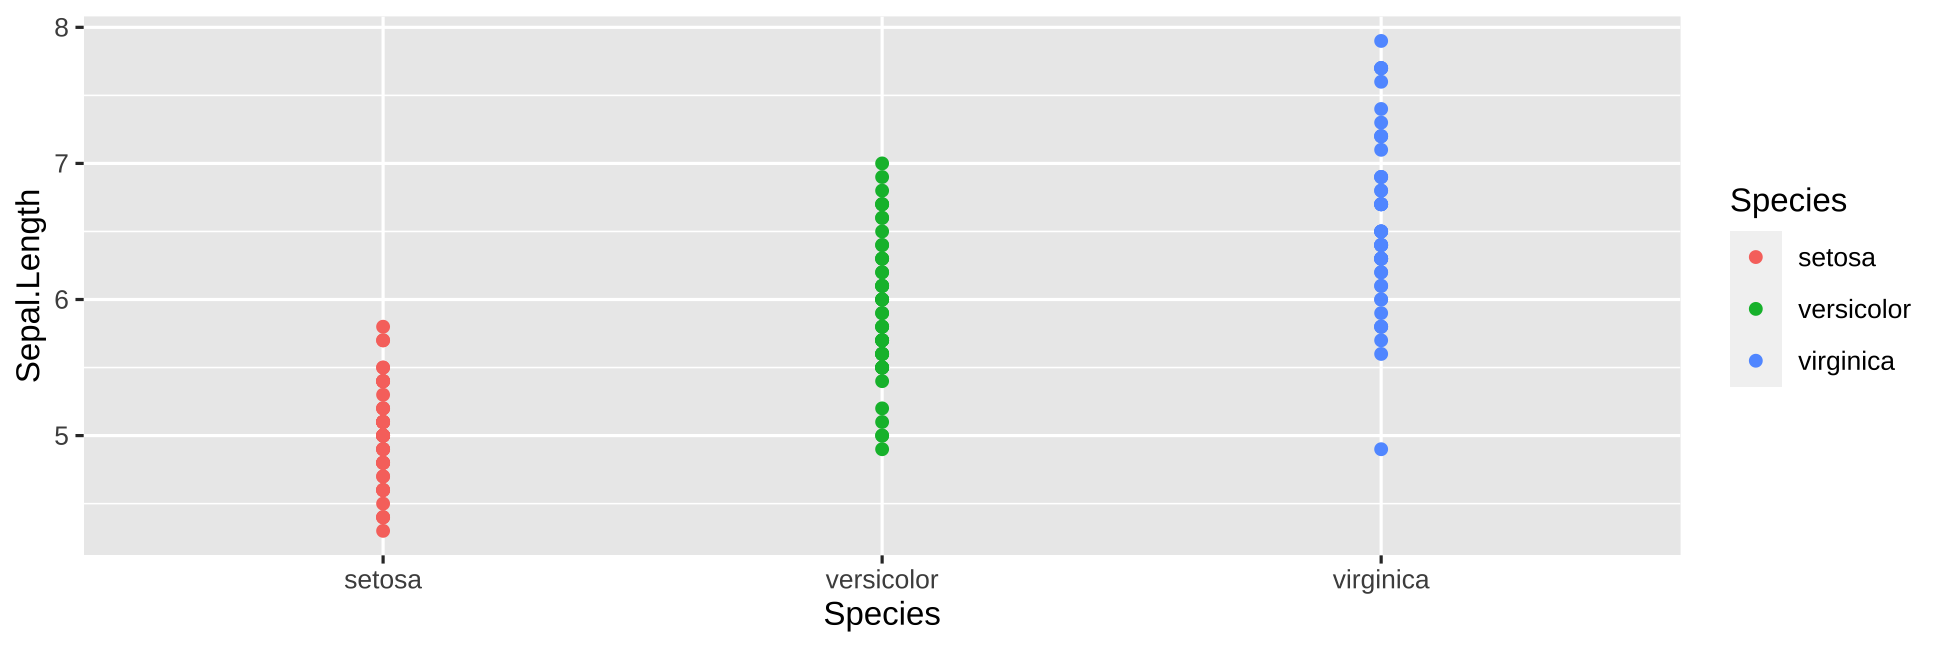 8
7
6
5
Sepal.Length
setosa
versicolor
virginica
Species
Species
setosa
versicolor
virginica